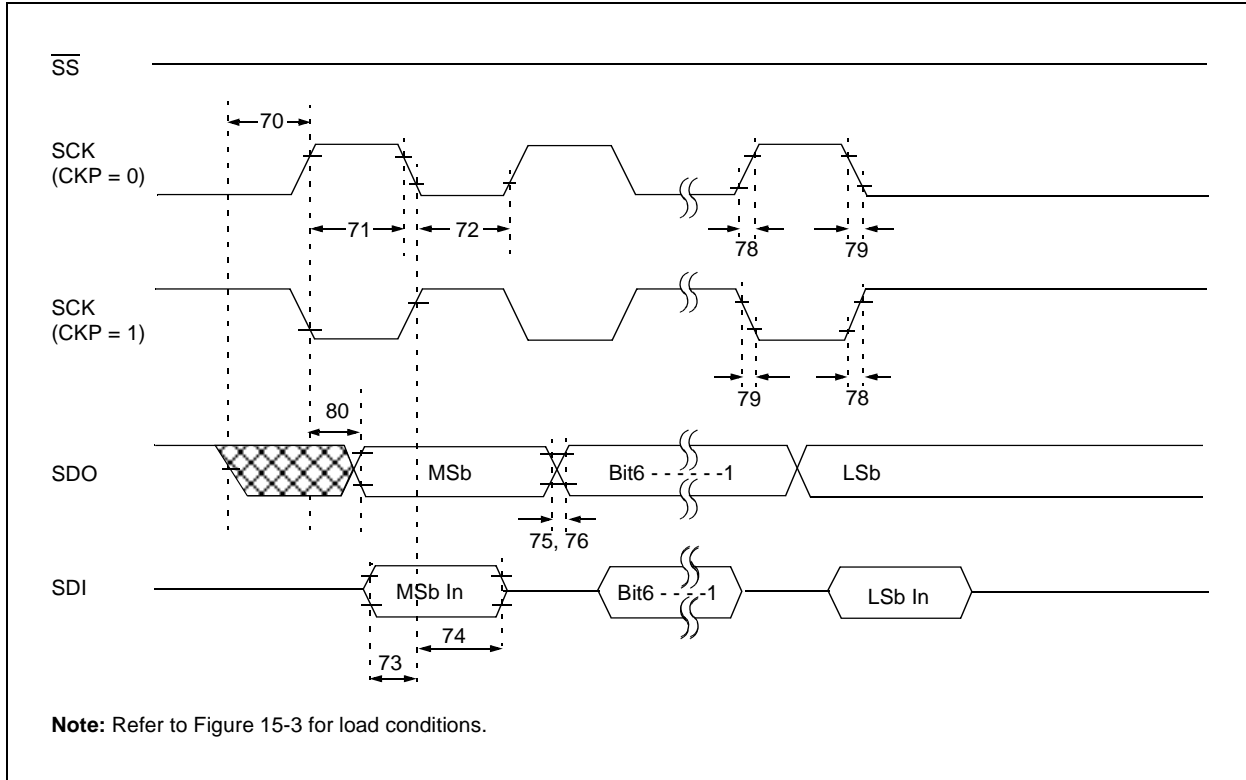 SS
70
SCK
(CKP = 0)
71
72
78
79
SCK
(CKP = 1)
79
78
80
SDO
MSb
Bit6 - - - - - -1
LSb
75, 76
SDI
MSb In
Bit6 - - - -1
LSb In
74
73
Note: Refer to Figure 15-3 for load conditions.